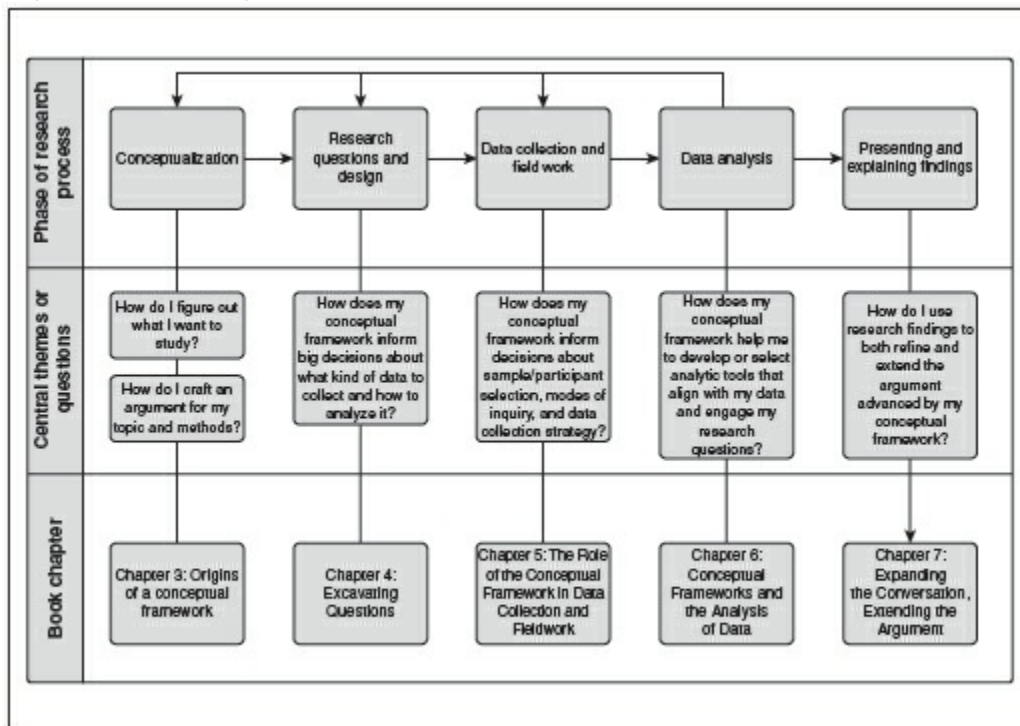 Phase of research
process
Conceptualization
Research
questions and
design
Data collection and
field work
Data analysis
Presenting and
explaining findings
Central themes or
questions
How do I figure out
what I want to
study?
How do I craft an
argument for my
topic and methods?
How does my
conceptual
framework inform
big decisions about
what kind of data to
collect and how to
analyze it?
How does my
conceptual
framework inform
decisions about
sample/participant
selection, modes of
inquiry, and data
collection strategy?
How does my
conceptual
framework help me
to develop or select
analytic tools that
align with my data
and engage my
research
questions?
How do I use
research findings to
both refine and
extend the
argument
advanced by my
conceptual
framework?
Book chapter
Chapter 3: Origins
of a conceptual
framework
Chapter 4:
Excavating
Questions
Chapter 5: The Role
of the Conceptual
Framework in Data
Collection and
Fieldwork
Chapter 6:
Conceptual
Frameworks and
the Analysis
of Data
Chapter 7:
Expanding
the Conversation,
Extending the
Argument